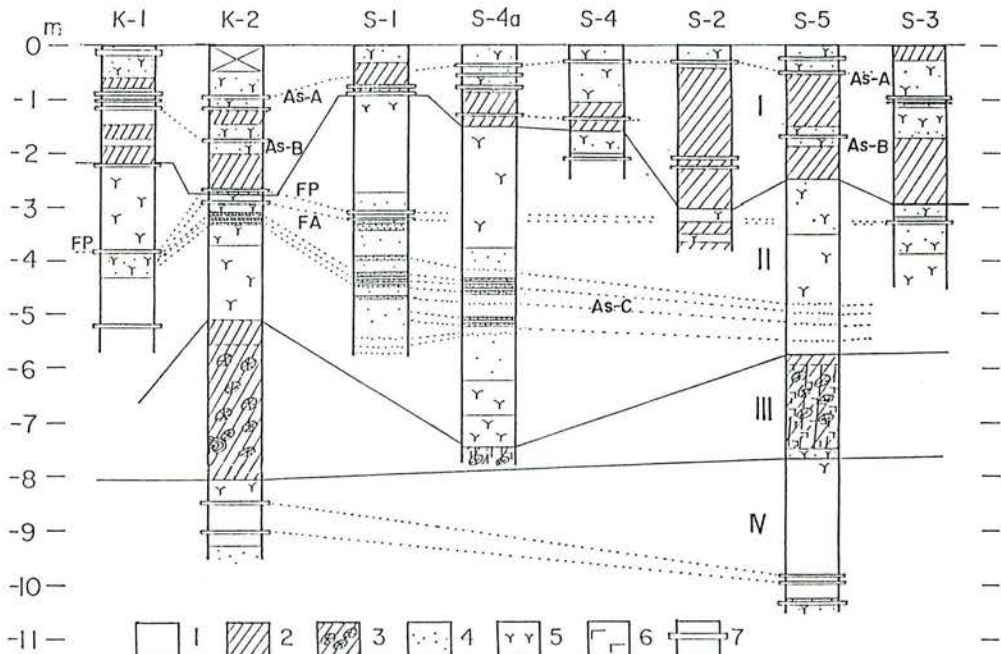 m K-1 K-2 S-1 S-4a S-4 S-2 S-5 S-3
0
As-A As-A
-1 I
As-B As-B
-2
FP
-3
FA
FP
-4 II
-5 As-C
-6
III
-7
-8
IV
-9
-10
-11 1 2 3 4 5 6 7